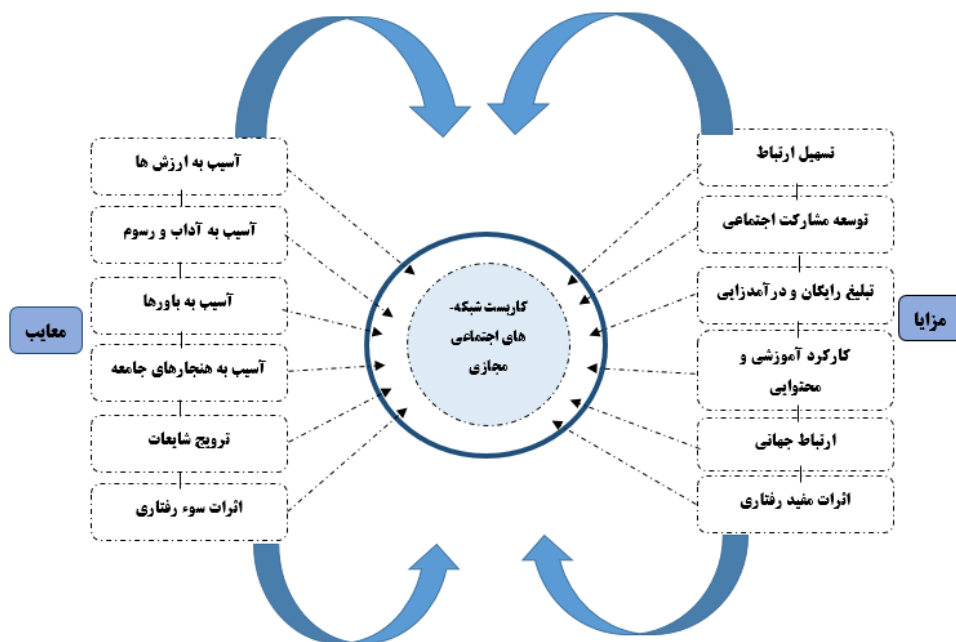 مزایا
تسهیل ارتباط
توسعه مشارکت اجتماعی
تبلیغ رایگان و درآمدزایی
کارکرد آموزشی و
محتوایی
ارتباط جهانی
اثرات مفید رفتاری
کاربست شبکه-
های اجتماعی
مجازی
آسیب به ارزش ها
آسیب به آداب و رسوم
آسیب به باورها
آسیب به هنجارهای جامعه
ترویج شایعات
اثرات سوء رفتاری
معایب